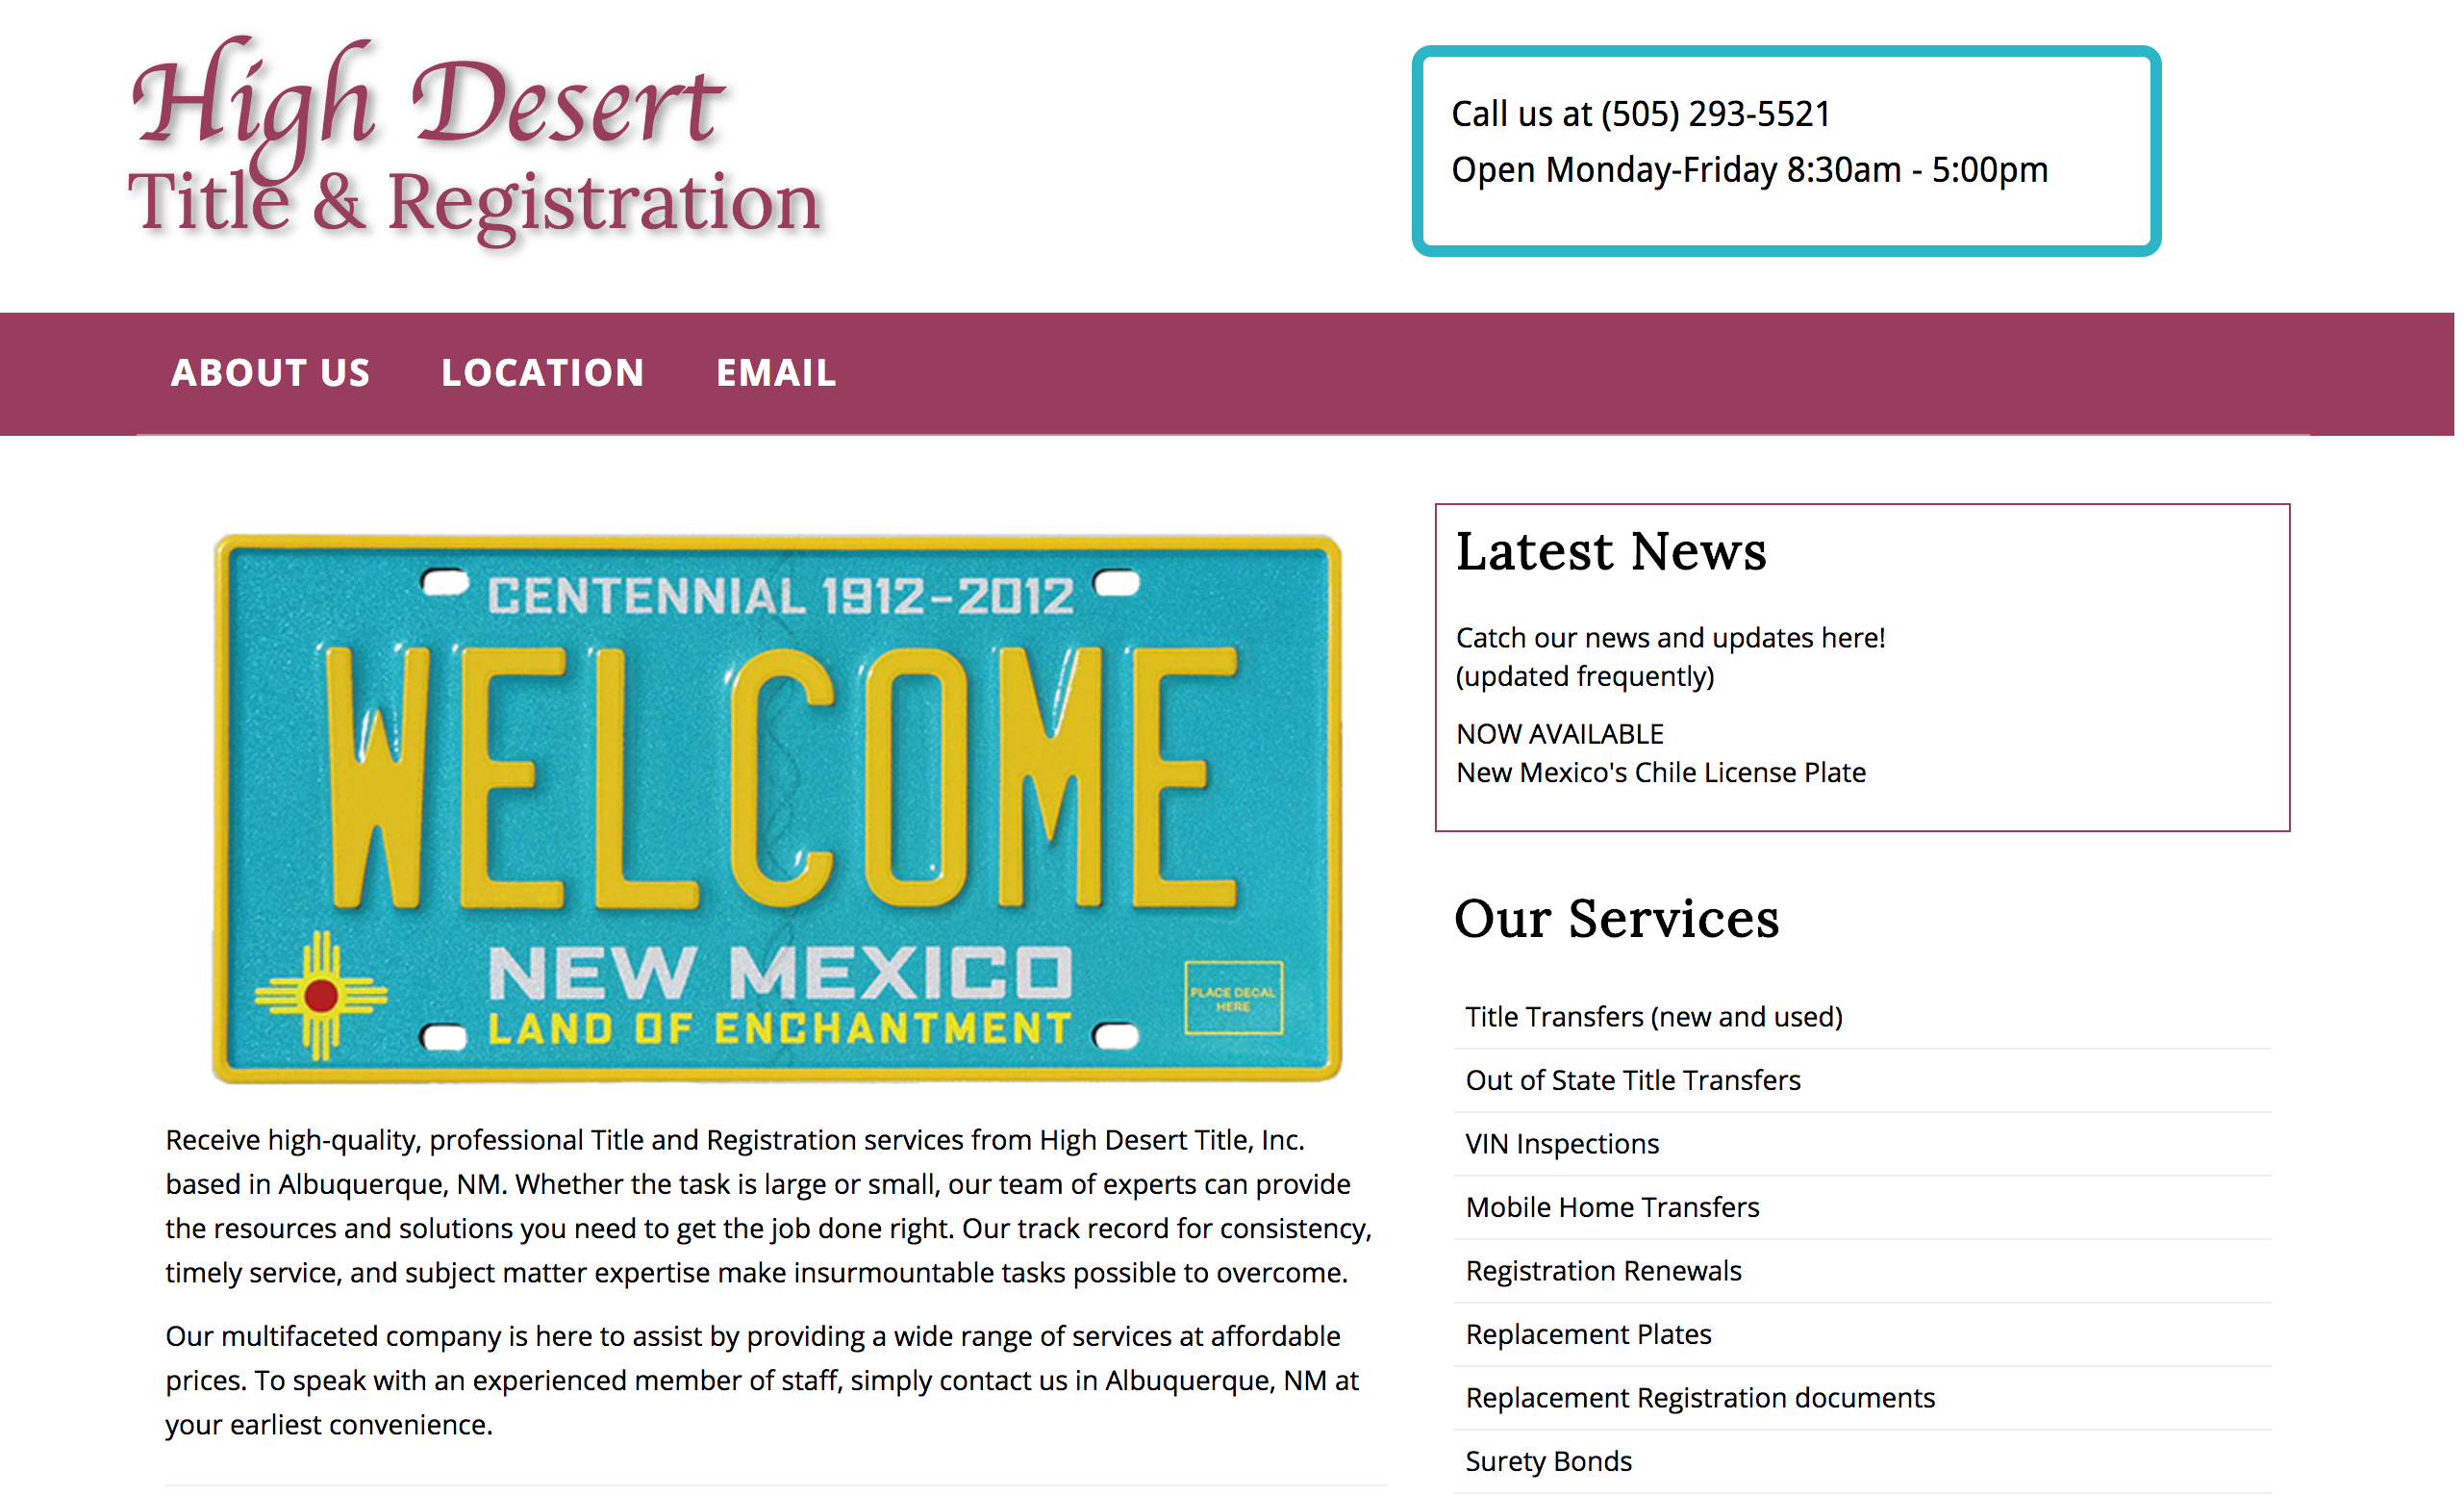 High Desert
Title & Registration
Call us at (505) 293-5521
Open Monday-Friday 8:30am - 5:00pm
ABOUT US LOCATION EMAIL
CENTENNIAL 1912-2012
WELCOME
NEW MEXICO
LAND OF ENCHANTMENT
PLACE DECAL
HERE
Receive high-quality, professional Title and Registration services from High Desert Title, Inc.
based in Albuquerque, NM. Whether the task is large or small, our team of experts can provide
the resources and solutions you need to get the job done right. Our track record for consistency,
timely service, and subject matter expertise make insurmountable tasks possible to overcome.
Our multifaceted company is here to assist by providing a wide range of services at affordable
prices. To speak with an experienced member of staff, simply contact us in Albuquerque, NM at
your earliest convenience.
Latest News
Catch our news and updates here!
(updated frequently)
NOW AVAILABLE
New Mexico's Chile License Plate
Our Services
Title Transfers (new and used)
Out of State Title Transfers
VIN Inspections
Mobile Home Transfers
Registration Renewals
Replacement Plates
Replacement Registration documents
Surety Bonds